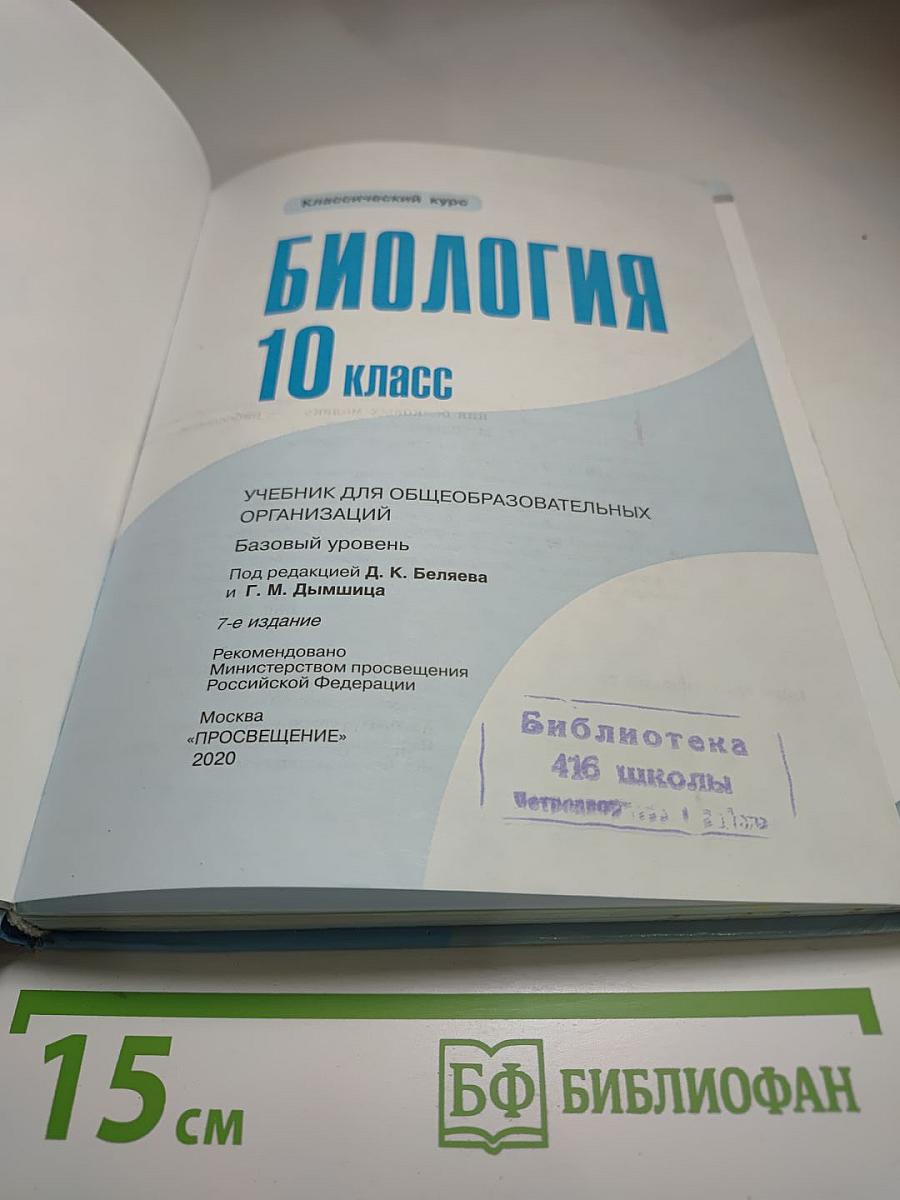 Классический курс
БИОЛОГИЯ
10 класс
УЧЕБНИК ДЛЯ ОБЩЕОБРАЗОВАТЕЛЬНЫХ
ОРГАНИЗАЦИЙ
Базовый уровень
Под редакцией Д. К. Беляева
и Г. М. Дымшица
7-е издание
Рекомендовано
Министерством просвещения
Российской Федерации
Москва
«ПРОСВЕЩЕНИЕ»
2020
Библиотека
416 школы
15 см
БФ БИБЛИОФАН